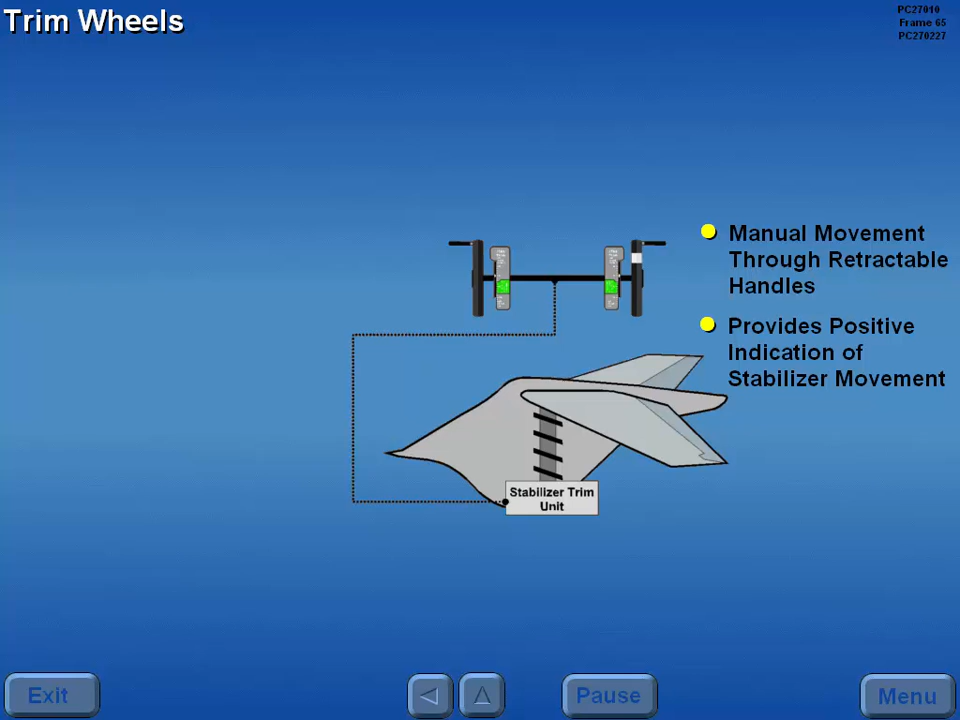 Trim Wheels
PC27010
Frame 65
PC270227
Manual Movement
Through Retractable
Handles
Provides Positive
Indication of
Stabilizer Movement
Stabilizer Trim
Unit
Exit
Pause
Menu